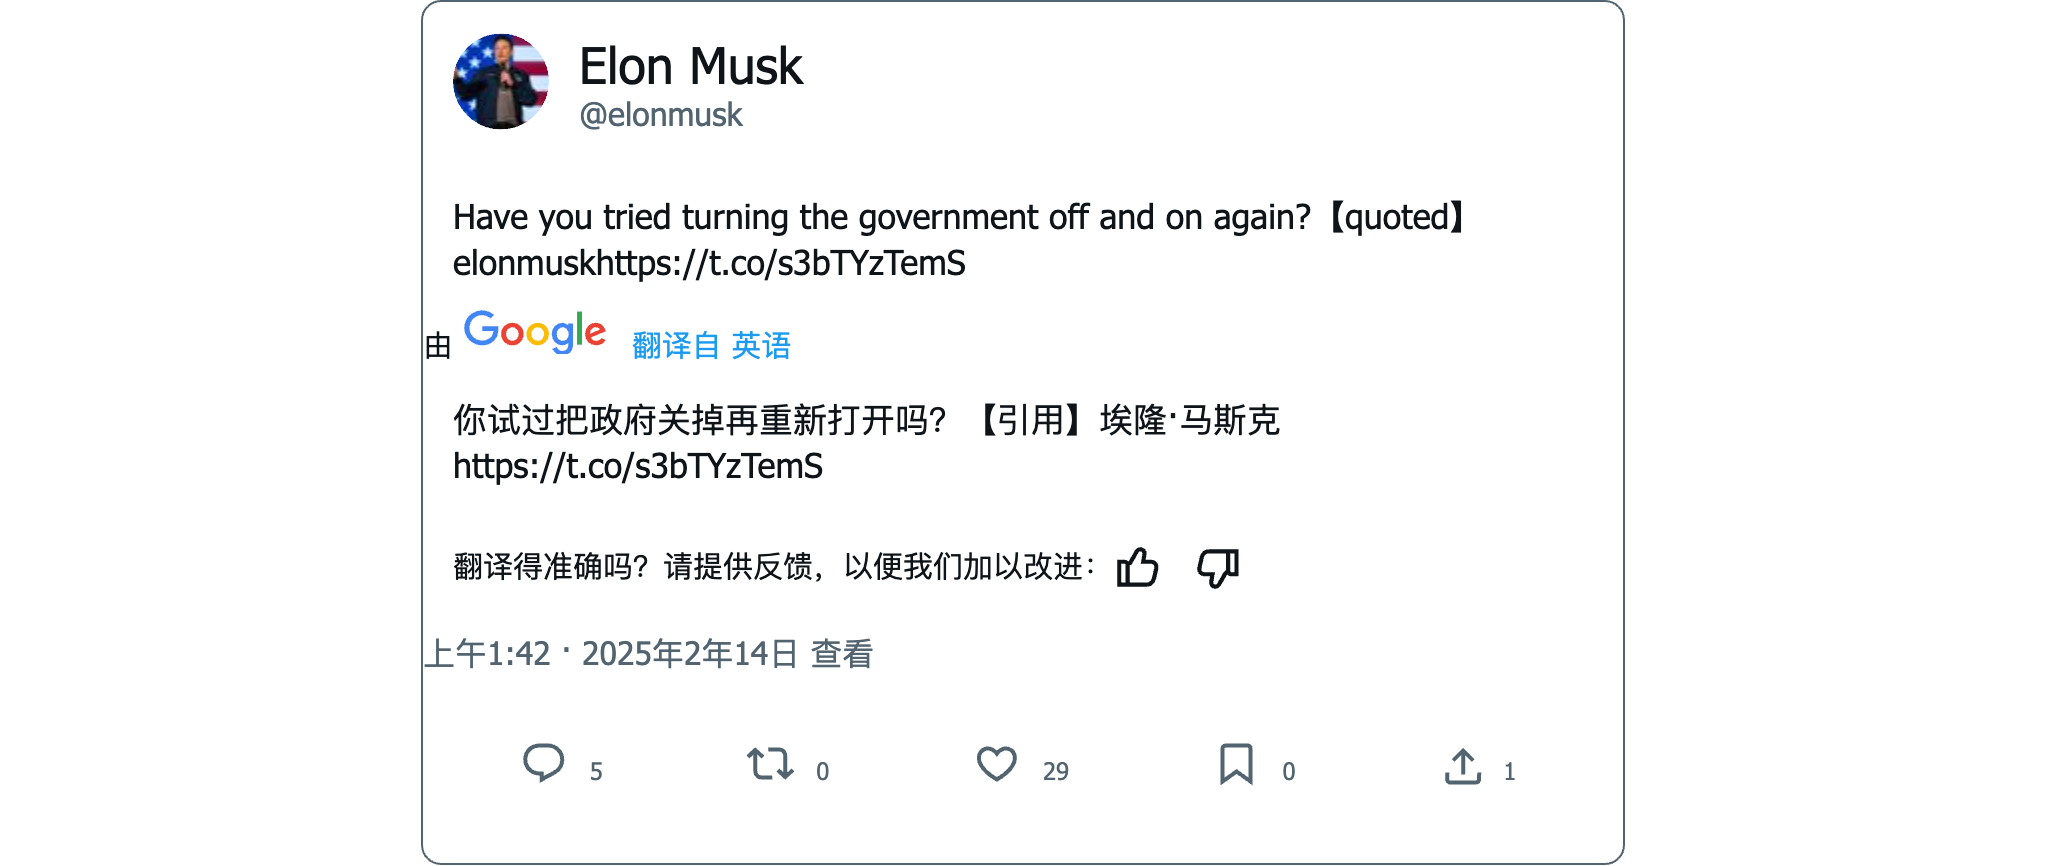 Elon Musk
@elonmusk
Have you tried turning the government off and on again?【quoted】
elonmuskhttps://t.co/s3bTYzTemS
由 Google 翻译自 英语
你试过把政府关掉再重新打开吗？【引用】埃隆·马斯克
https://t.co/s3bTYzTemS
翻译得准确吗？请提供反馈，以便我们加以改进：
上午1:42 · 2025年2年14日 查看
5 0 29 0 1